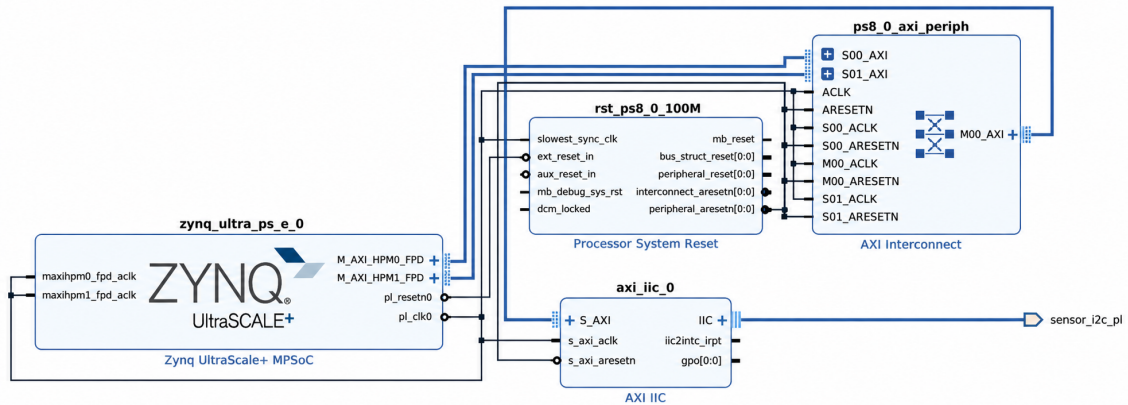 ps8_0_axi_periph
S00_AXI
S01_AXI
ACLK
ARESETN
S00_ACLK
S00_ARESETN
M00_ACLK
M00_ARESETN
S01_ACLK
S01_ARESETN
M00_AXI
AXI Interconnect
rst_ps8_0_100M
slowest_sync_clk
ext_reset_in
aux_reset_in
mb_debug_sys_rst
dcm_locked
mb_reset
bus_struct_reset[0:0]
peripheral_reset[0:0]
interconnect_aresetn[0:0]
peripheral_aresetn[0:0]
Processor System Reset
zynq_ultra_ps_e_0
maxihpm0_fpd_aclk
maxihpm1_fpd_aclk
ZYNQ®
UltraSCALE+
M_AXI_HPM0_FPD
M_AXI_HPM1_FPD
pl_resetn0
pl_clk0
Zynq UltraScale+ MPSoC
axi_iic_0
S_AXI
s_axi_aclk
s_axi_aresetn
IIC
iic2intc_irpt
gpo[0:0]
AXI IIC
sensor_i2c_pl